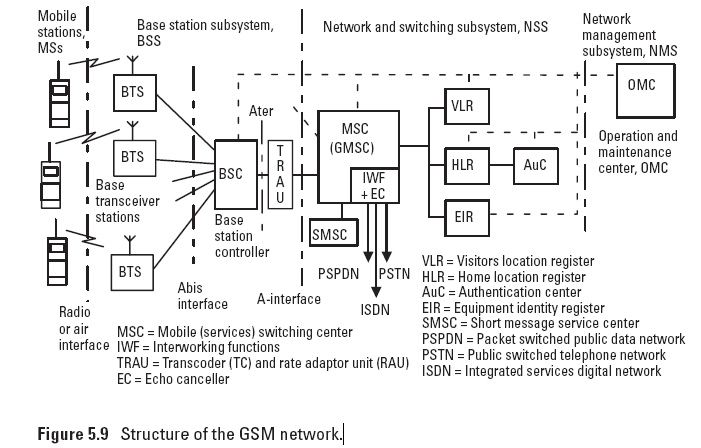 Mobile
stations,
MSs
Base station subsystem,
BSS
Network and switching subsystem, NSS
Network
management
subsystem, NMS
BTS
BTS
BTS
Base
transceiver
stations
BSC
Base
station
controller
Ater
T
R
A
U
MSC
(GMSC)
IWF
+ EC
SMSC
VLR
HLR
AuC
EIR
OMC
Operation and
maintenance
center, OMC
PSPDN
PSTN
ISDN
Radio
or air
interface
Abis
interface
A-interface
MSC = Mobile (services) switching center
IWF = Interworking functions
TRAU = Transcoder (TC) and rate adaptor unit (RAU)
EC = Echo canceller
VLR = Visitors location register
HLR = Home location register
AuC = Authentication center
EIR = Equipment identity register
SMSC = Short message service center
PSPDN = Packet switched public data network
PSTN = Public switched telephone network
ISDN = Integrated services digital network
Figure 5.9 Structure of the GSM network.